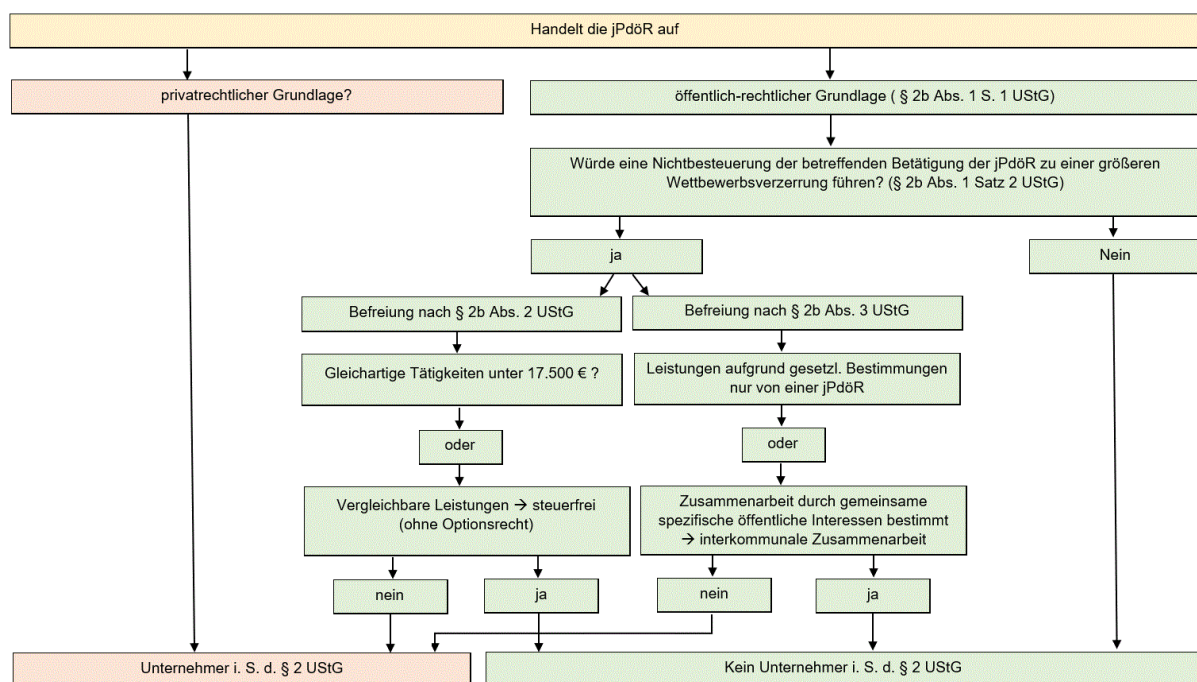 Handelt die jPdöR auf
privatrechtlicher Grundlage?
öffentlich-rechtlicher Grundlage ( § 2b Abs. 1 S. 1 UStG)
Würde eine Nichtbesteuerung der betreffenden Betätigung der jPdöR zu einer größeren
Wettbewerbsverzerrung führen? (§ 2b Abs. 1 Satz 2 UStG)
ja
Nein
Befreiung nach § 2b Abs. 2 UStG
Befreiung nach § 2b Abs. 3 UStG
Gleichartige Tätigkeiten unter 17.500 € ?
Leistungen aufgrund gesetzl. Bestimmungen
nur von einer jPdöR
oder
oder
Vergleichbare Leistungen → steuerfrei
(ohne Optionsrecht)
Zusammenarbeit durch gemeinsame
spezifische öffentliche Interessen bestimmt
→ interkommunale Zusammenarbeit
nein
ja
nein
ja
Unternehmer i. S. d. § 2 UStG
Kein Unternehmer i. S. d. § 2 UStG